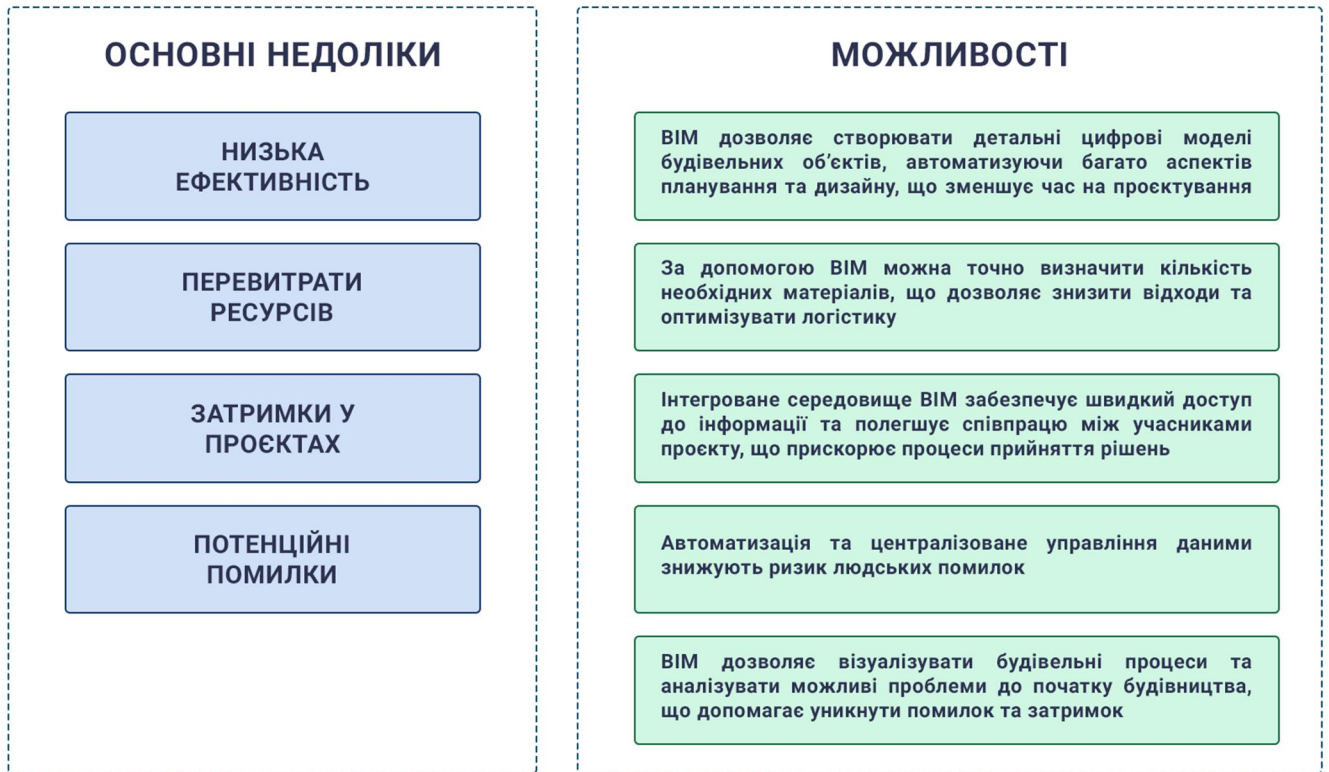 ОСНОВНІ НЕДОЛІКИ
НИЗЬКА
ЕФЕКТИВНІСТЬ
ПЕРЕВИТРАТИ
РЕСУРСІВ
ЗАТРИМКИ У
ПРОЄКТАХ
ПОТЕНЦІЙНІ
ПОМИЛКИ
МОЖЛИВОСТІ
BIM дозволяє створювати детальні цифрові моделі
будівельних об’єктів, автоматизуючи багато аспектів
планування та дизайну, що зменшує час на проєктування
За допомогою BIM можна точно визначити кількість
необхідних матеріалів, що дозволяє знизити відходи та
оптимізувати логістику
Інтегроване середовище BIM забезпечує швидкий доступ
до інформації та полегшує співпрацю між учасниками
проєкту, що прискорює процеси прийняття рішень
Автоматизація та централізоване управління даними
знижують ризик людських помилок
BIM дозволяє візуалізувати будівельні процеси та
аналізувати можливі проблеми до початку будівництва,
що допомагає уникнути помилок та затримок